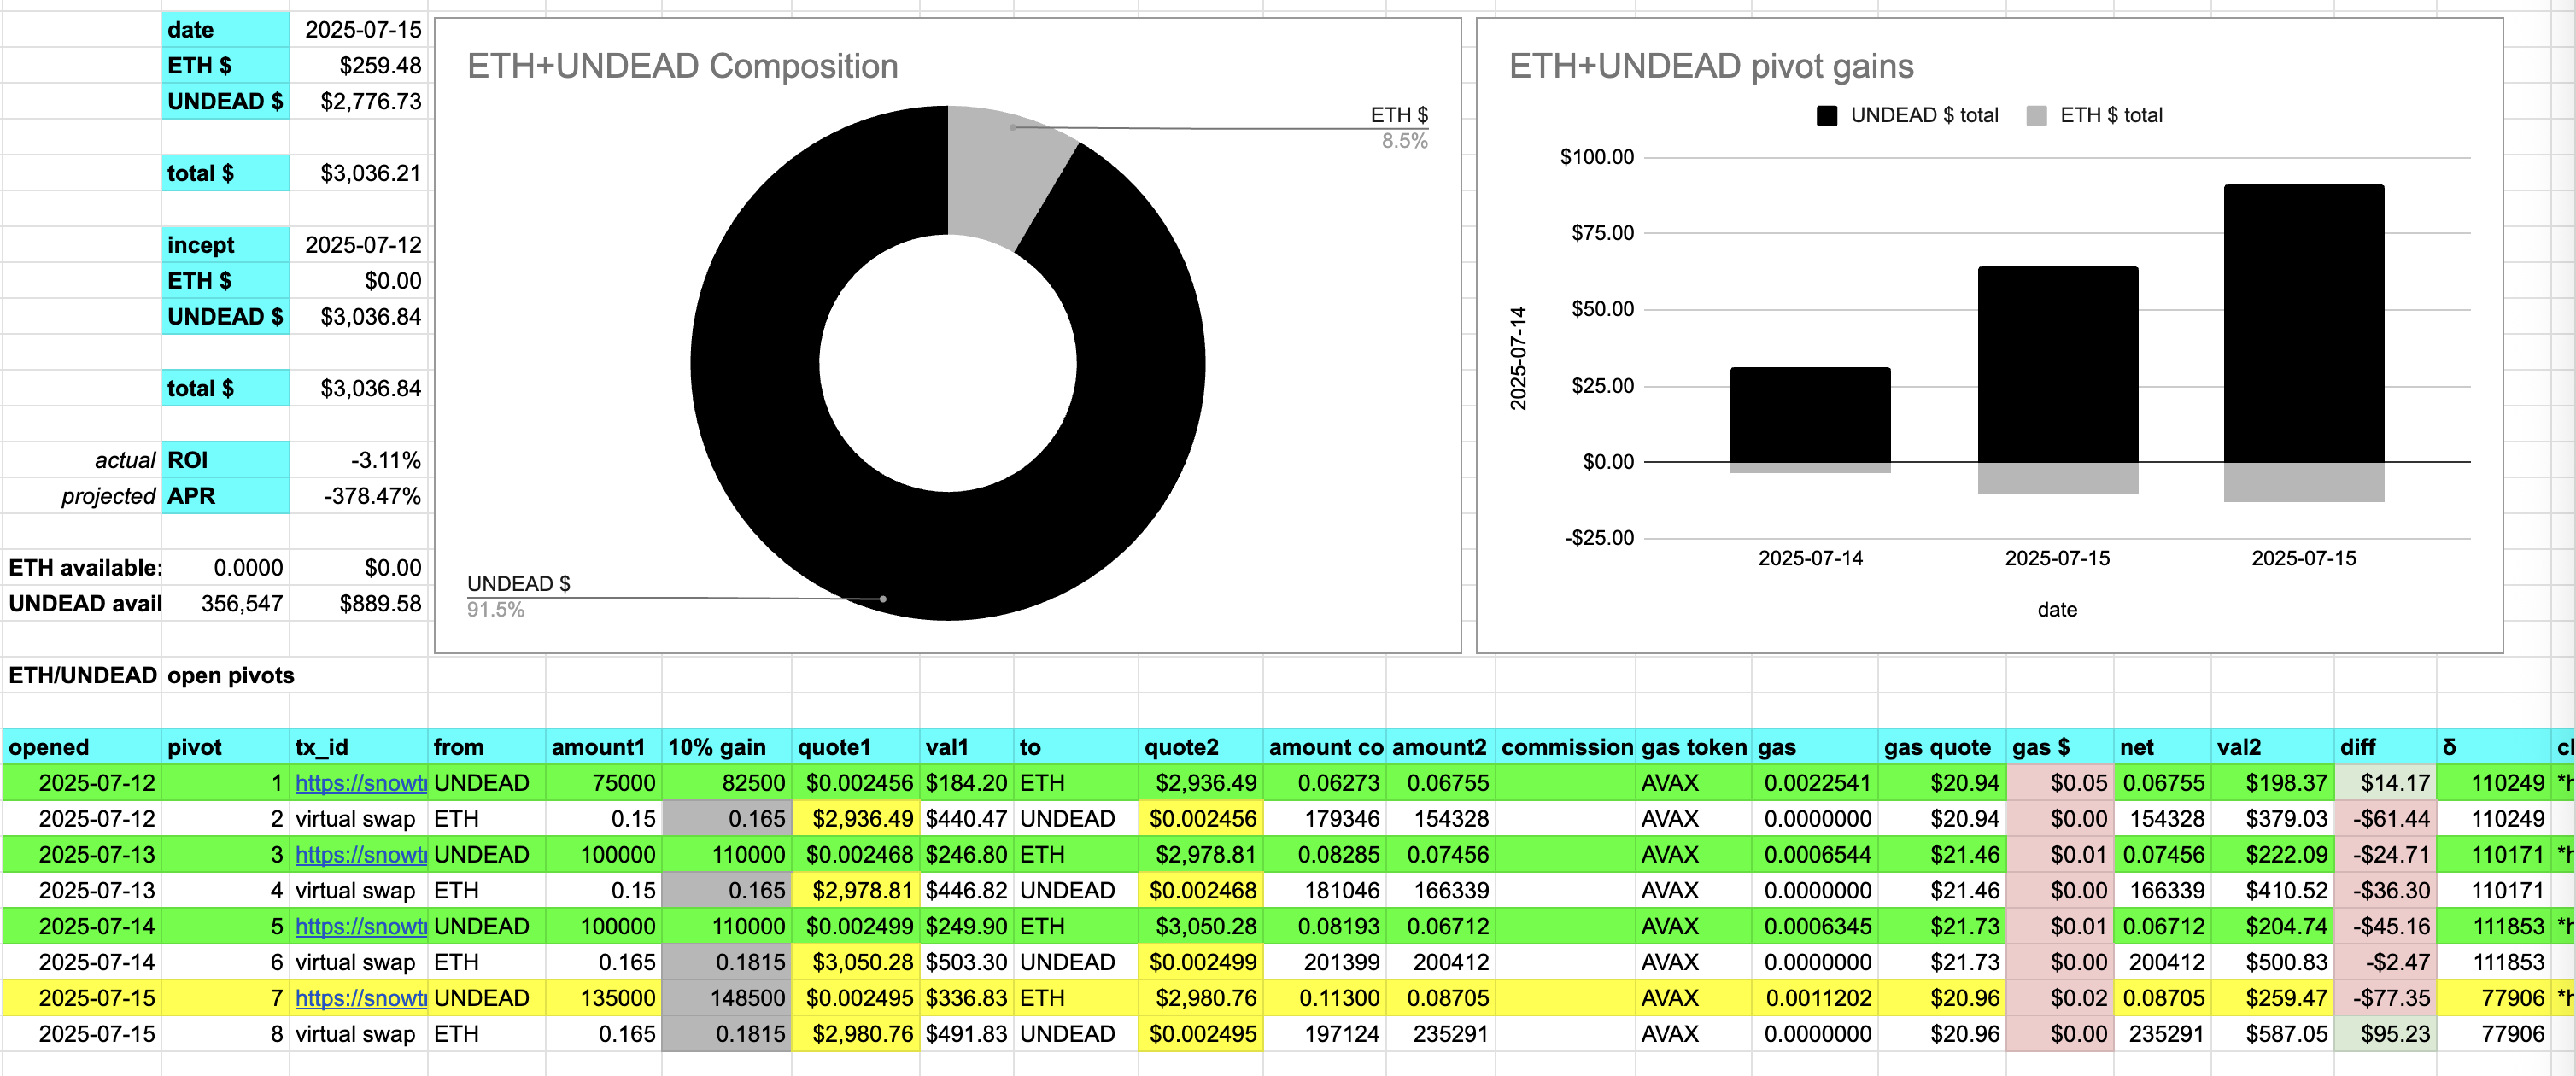 date 2025-07-15
ETH $ $259.48
UNDEAD $ $2,776.73
total $ $3,036.21
incept 2025-07-12
ETH $ $0.00
UNDEAD $ $3,036.84
total $ $3,036.84
actual ROI -3.11%
projected APR -378.47%
ETH available: 0.0000 $0.00
UNDEAD avail 356,547 $889.58
ETH+UNDEAD Composition
ETH $
8.5%
UNDEAD $
91.5%
ETH+UNDEAD pivot gains
UNDEAD $ total ETH $ total
$100.00
$75.00
$50.00
$25.00
$0.00
-$25.00
2025-07-14
2025-07-14 2025-07-15 2025-07-15
date
ETH/UNDEAD open pivots
opened pivot tx_id from amount1 10% gain quote1 val1 to quote2 amount co amount2 commission gas token gas gas quote gas $ net val2 diff δ cl
2025-07-12 1 https://snowtr UNDEAD 75000 82500 $0.002456 $184.20 ETH $2,936.49 0.06273 0.06755 AVAX 0.0022541 $20.94 $0.05 0.06755 $198.37 $14.17 110249 *h
2025-07-12 2 virtual swap ETH 0.15 0.165 $2,936.49 $440.47 UNDEAD $0.002456 179346 154328 AVAX 0.0000000 $20.94 $0.00 154328 $379.03 -$61.44 110249
2025-07-13 3 https://snowtr UNDEAD 100000 110000 $0.002468 $246.80 ETH $2,978.81 0.08285 0.07456 AVAX 0.0006544 $21.46 $0.01 0.07456 $222.09 -$24.71 110171 *h
2025-07-13 4 virtual swap ETH 0.15 0.165 $2,978.81 $446.82 UNDEAD $0.002468 181046 166339 AVAX 0.0000000 $21.46 $0.00 166339 $410.52 -$36.30 110171
2025-07-14 5 https://snowtr UNDEAD 100000 110000 $0.002499 $249.90 ETH $3,050.28 0.08193 0.06712 AVAX 0.0006345 $21.73 $0.01 0.06712 $204.74 -$45.16 111853 *h
2025-07-14 6 virtual swap ETH 0.165 0.1815 $3,050.28 $503.30 UNDEAD $0.002499 201399 200412 AVAX 0.0000000 $21.73 $0.00 200412 $500.83 -$2.47 111853
2025-07-15 7 https://snowtr UNDEAD 135000 148500 $0.002495 $336.83 ETH $2,980.76 0.11300 0.08705 AVAX 0.0011202 $20.96 $0.02 0.08705 $259.47 -$77.35 77906 *h
2025-07-15 8 virtual swap ETH 0.165 0.1815 $2,980.76 $491.83 UNDEAD $0.002495 197124 235291 AVAX 0.0000000 $20.96 $0.00 235291 $587.05 $95.23 77906